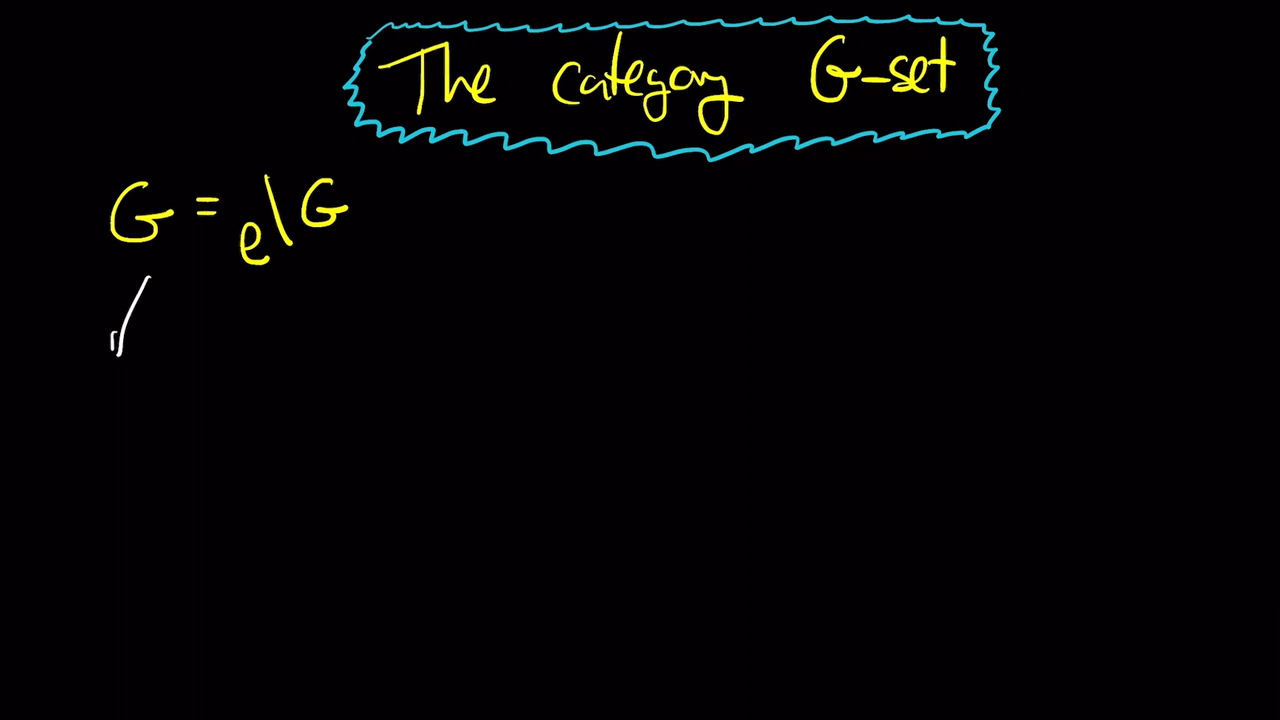 The category G-set
G = e\G